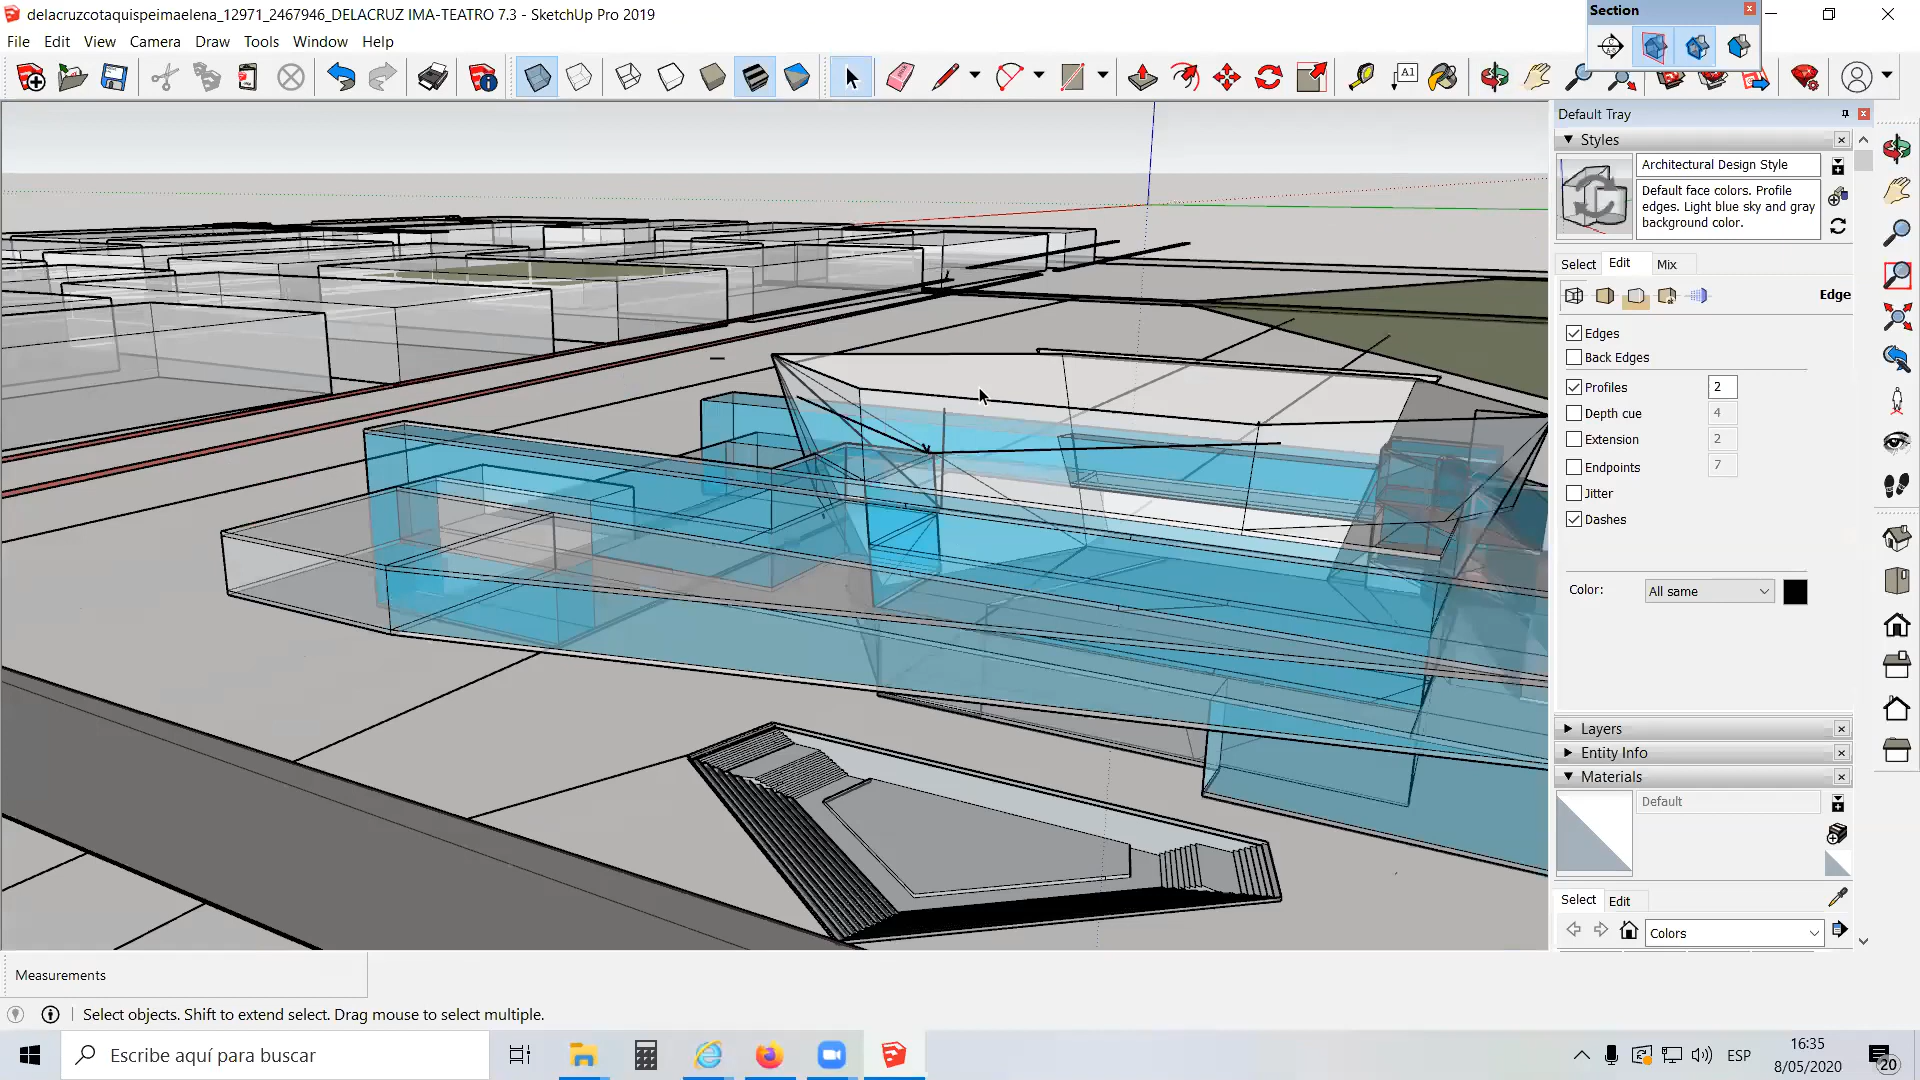 delacruzcotaquispeimaelena_12971_2467946_DELACRUZ IMA-TEATRO 7.3 - SketchUp Pro 2019
Section
File Edit View Camera Draw Tools Window Help
A1
Default Tray
Styles
Architectural Design Style
Default face colors. Profile
edges. Light blue sky and gray
background color.
Select Edit Mix
Edge
Edges
Back Edges
Profiles 2
Depth cue 4
Extension 2
Endpoints 7
Jitter
Dashes
Color: All same
Layers
Entity Info
Materials
Default
Select Edit
Colors
Measurements
Select objects. Shift to extend select. Drag mouse to select multiple.
Escribe aquí para buscar
ESP
16:35
8/05/2020
20